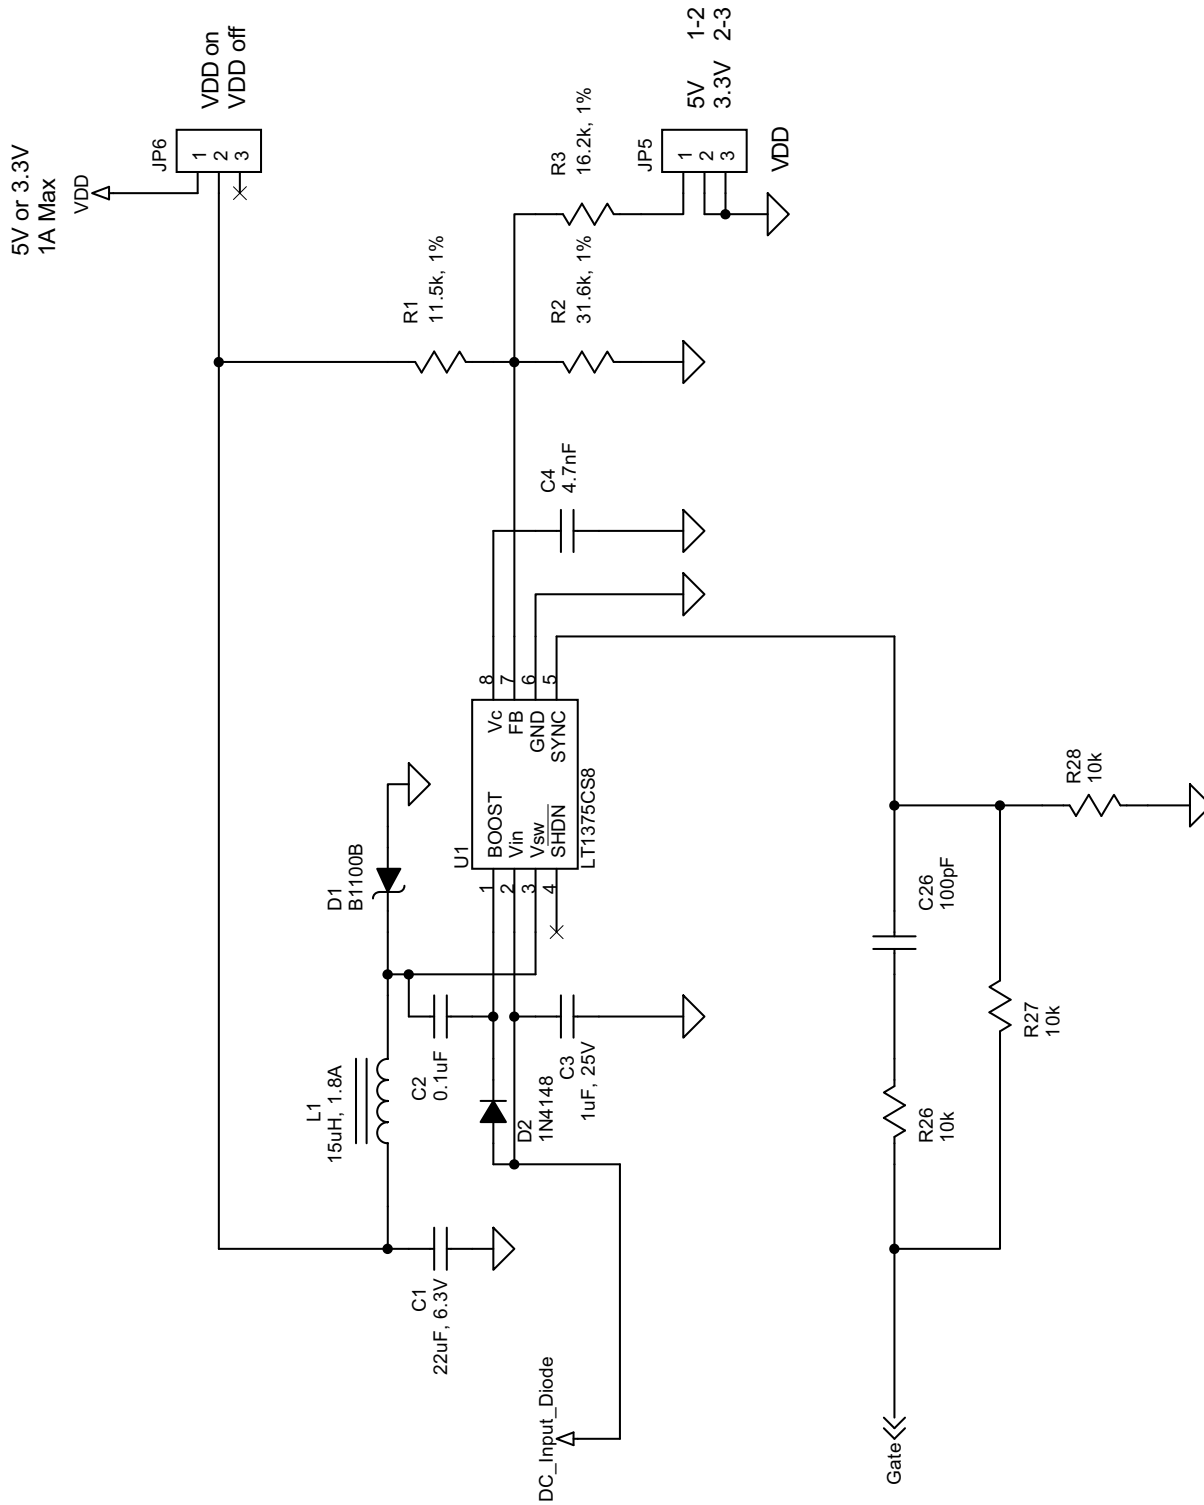 5V or 3.3V
1A Max
VDD
JP6
1
2
3
VDD on
VDD off
R1
11.5k, 1%
R2
31.6k, 1%
R3
16.2k, 1%
JP5
1
2
3
5V 1-2
3.3V 2-3
VDD
C4
4.7nF
D1
B1100B
U1
BOOST
Vin
Vsw
SHDN
1
2
3
4
Vc
FB
GND
SYNC
8
7
6
5
LT1375CS8
L1
15uH, 1.8A
C2
0.1uF
D2
1N4148
C3
1uF, 25V
C1
22uF, 6.3V
DC_Input_Diode
C26
100pF
R28
10k
R27
10k
R26
10k
Gate